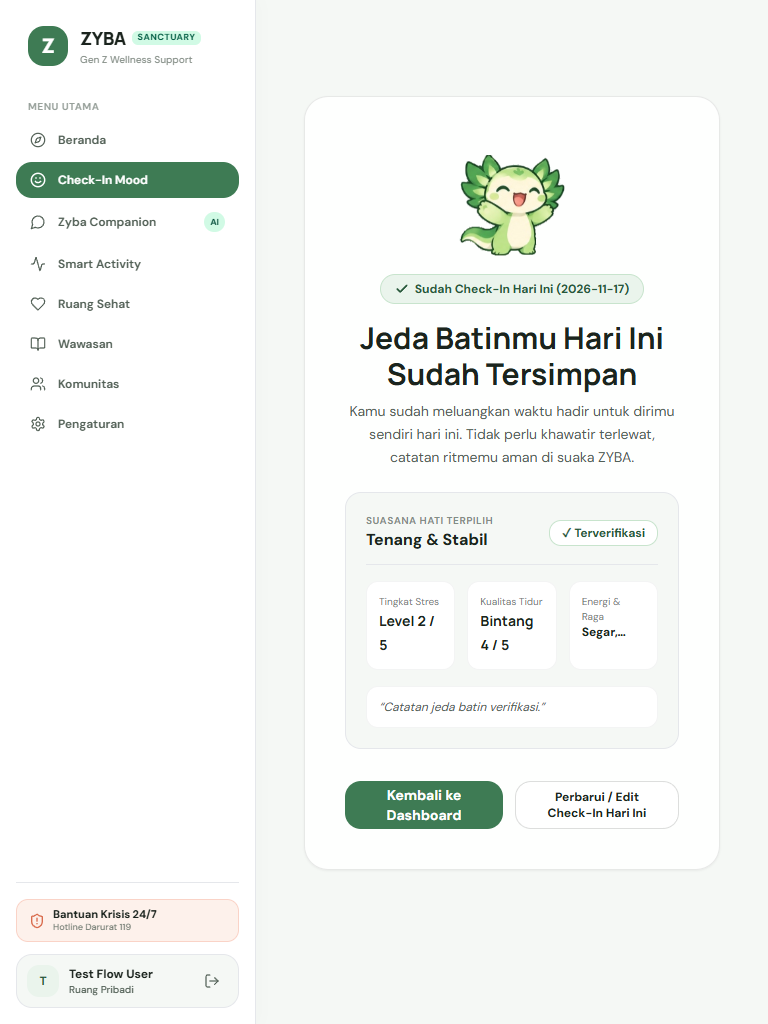 Z
ZYBA SANCTUARY
Gen Z Wellness Support
MENU UTAMA
Beranda
Check-In Mood
Zyba Companion AI
Smart Activity
Ruang Sehat
Wawasan
Komunitas
Pengaturan
Bantuan Krisis 24/7
Hotline Darurat 119
T
Test Flow User
Ruang Pribadi
Sudah Check-In Hari Ini (2026-11-17)
Jeda Batinmu Hari Ini
Sudah Tersimpan
Kamu sudah meluangkan waktu hadir untuk dirimu
sendiri hari ini. Tidak perlu khawatir terlewat,
catatan ritmemu aman di suaka ZYBA.
SUASANA HATI TERPILIH
Tenang & Stabil
✓ Terverifikasi
Tingkat Stres
Level 2 /
5
Kualitas Tidur
Bintang
4 / 5
Energi &
Raga
Segar,...
“Catatan jeda batin verifikasi.”
Kembali ke
Dashboard
Perbarui / Edit
Check-In Hari Ini